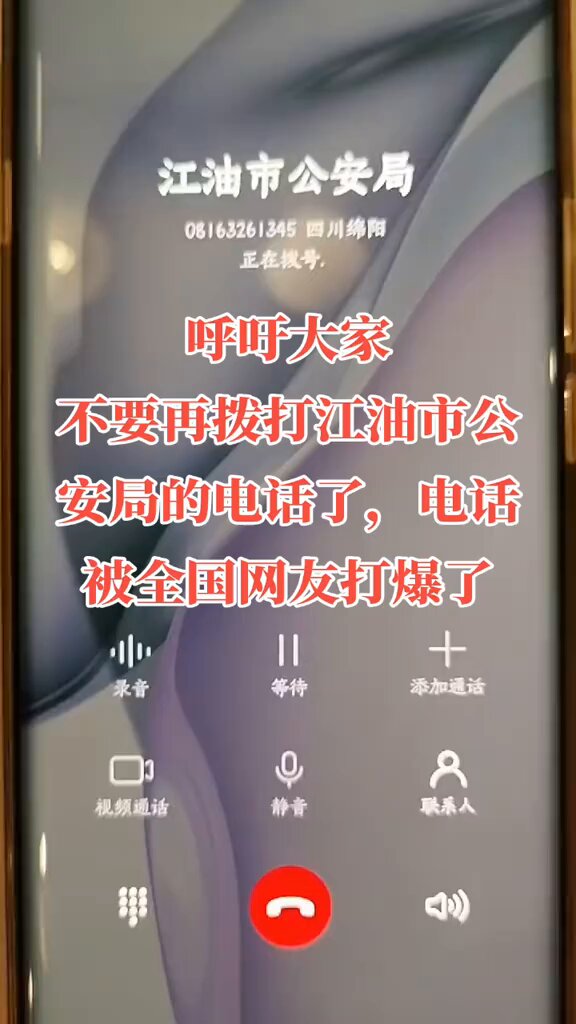 江油市公安局
08163261345 四川绵阳
正在拨号.
呼吁大家
不要再拨打江油市公
安局的电话了，电话
被全国网友打爆了
录音 等待 添加通话
视频通话 静音 联系人